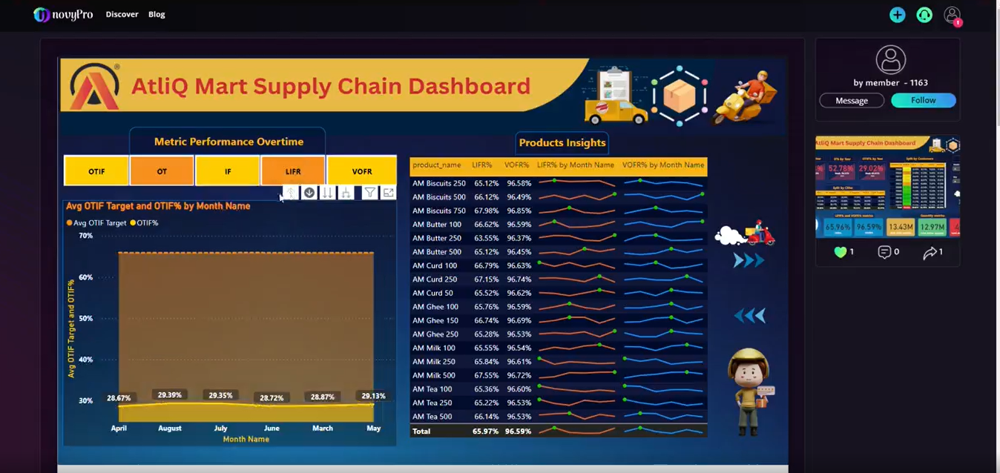 novyPro Discover Blog
1
AtliQ Mart Supply Chain Dashboard
by member - 1163
Message Follow
Metric Performance Overtime
OTIF OT IF LIFR VOFR
Avg OTIF Target and OTIF% by Month Name
Avg OTIF Target OTIF%
Avg OTIF Target and OTIF%
70%
60%
50%
40%
30%
28.67% 29.39% 29.35% 28.72% 28.87% 29.13%
April August July June March May
Month Name
Products Insights
product_name LIFR% VOFR% LIFR% by Month Name VOFR% by Month Name
AM Biscuits 250 65.12% 96.58%
AM Biscuits 500 66.12% 96.49%
AM Biscuits 750 67.98% 96.85%
AM Butter 100 66.62% 96.59%
AM Butter 250 63.55% 96.37%
AM Butter 500 65.12% 96.45%
AM Curd 100 66.79% 96.63%
AM Curd 250 67.15% 96.74%
AM Curd 50 65.52% 96.62%
AM Ghee 100 65.76% 96.59%
AM Ghee 150 66.74% 96.69%
AM Ghee 250 65.28% 96.53%
AM Milk 100 65.55% 96.54%
AM Milk 250 65.84% 96.61%
AM Milk 500 67.55% 96.72%
AM Tea 100 65.36% 96.60%
AM Tea 250 65.22% 96.53%
AM Tea 500 66.14% 96.53%
Total 65.97% 96.59%
AtliQ Mart Supply Chain Dashboard
52.78% 29.02%
65.96% 96.59% 13.43M 12.97M
1 0 1